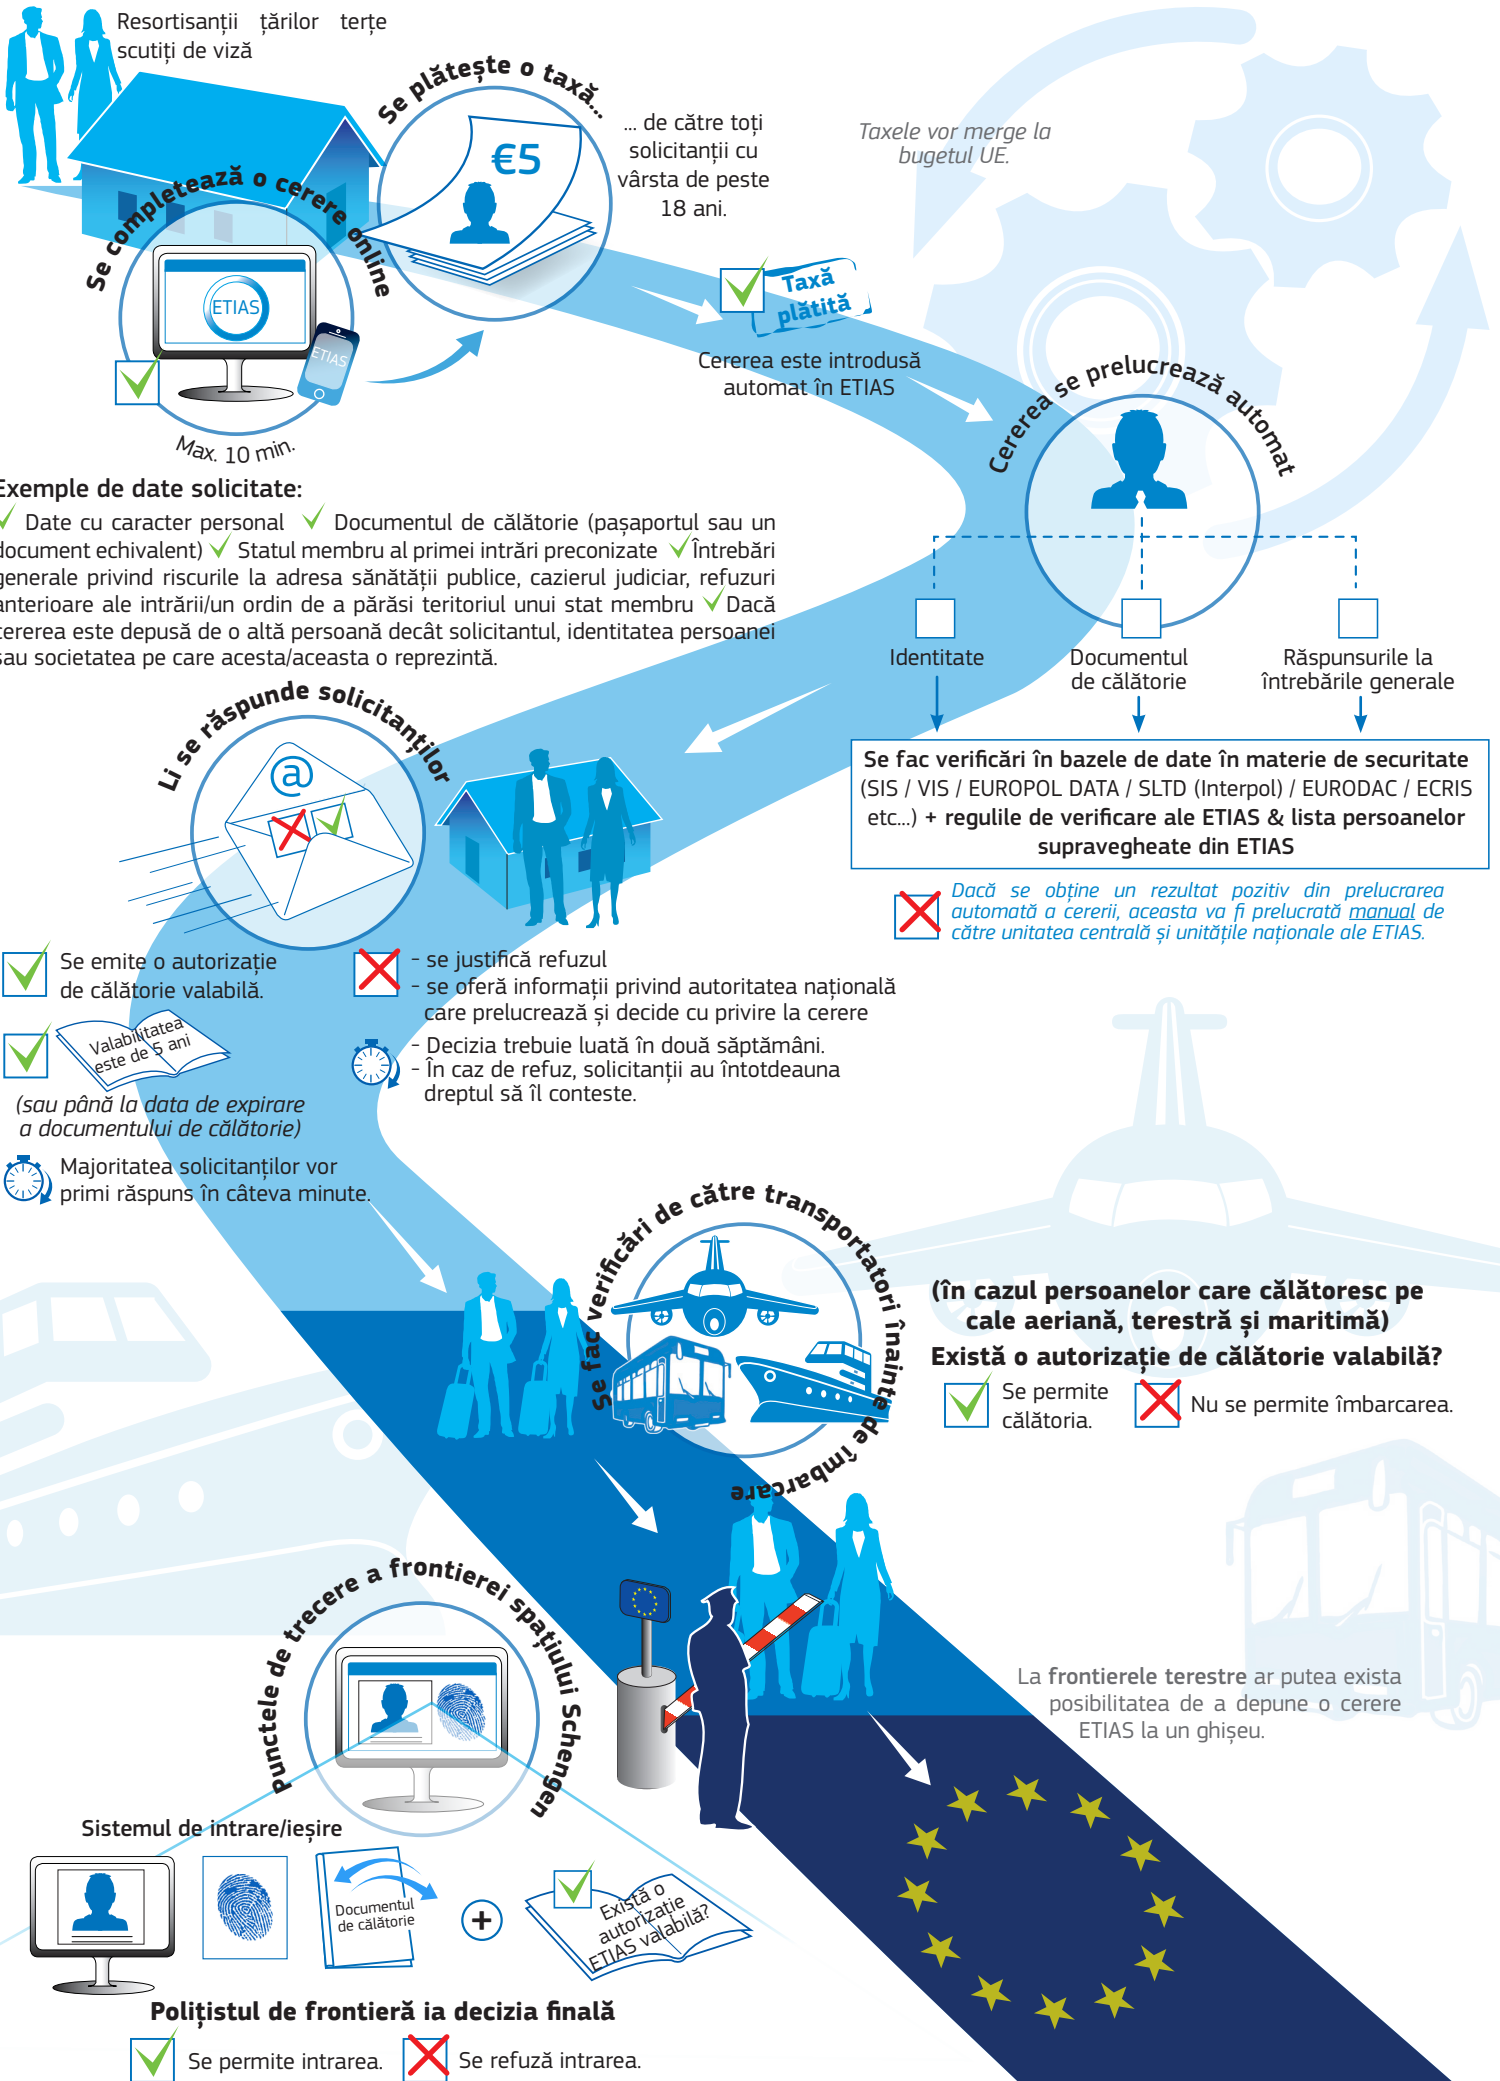 Resortisanții țărilor terțe
scutiți de viză
Se plătește o taxă...
€5
... de către toți
solicitanții cu
vârsta de peste
18 ani.
Taxele vor merge la
bugetul UE.
Se completează o cerere online
ETIAS
ETIAS
Max. 10 min.
Taxă
plătită
Cererea este introdusă
automat în ETIAS
Cererea se prelucrează automat
Exemple de date solicitate:
Date cu caracter personal Documentul de călătorie (pașaportul sau un
document echivalent) Statul membru al primei intrări preconizate Întrebări
generale privind riscurile la adresa sănătății publice, cazierul judiciar, refuzuri
anterioare ale intrării/un ordin de a părăsi teritoriul unui stat membru Dacă
cererea este depusă de o altă persoană decât solicitantul, identitatea persoanei
sau societatea pe care acesta/aceasta o reprezintă.
Identitate
Documentul
de călătorie
Răspunsurile la
întrebările generale
Se fac verificări în bazele de date în materie de securitate
(SIS / VIS / EUROPOL DATA / SLTD (Interpol) / EURODAC / ECRIS
etc...) + regulile de verificare ale ETIAS & lista persoanelor
supravegheate din ETIAS
Dacă se obține un rezultat pozitiv din prelucrarea
automată a cererii, aceasta va fi prelucrată manual de
către unitatea centrală și unitățile naționale ale ETIAS.
Li se răspunde solicitanților
@
Se emite o autorizație
de călătorie valabilă.
Valabilitatea
este de 5 ani
(sau până la data de expirare
a documentului de călătorie)
Majoritatea solicitanților vor
primi răspuns în câteva minute.
- se justifică refuzul
- se oferă informații privind autoritatea națională
care prelucrează și decide cu privire la cerere
- Decizia trebuie luată în două săptămâni.
- În caz de refuz, solicitanții au întotdeauna
dreptul să îl conteste.
Se fac verificări de către transportatori înainte de îmbarcare
(în cazul persoanelor care călătoresc pe
cale aeriană, terestră și maritimă)
Există o autorizație de călătorie valabilă?
Se permite
călătoria.
Nu se permite îmbarcarea.
Punctele de trecere a frontierei spațiului Schengen
La frontierele terestre ar putea exista
posibilitatea de a depune o cerere
ETIAS la un ghișeu.
Sistemul de intrare/ieșire
Documentul
de călătorie
+
Există o
autorizație
ETIAS valabilă?
Polițistul de frontieră ia decizia finală
Se permite intrarea.
Se refuză intrarea.